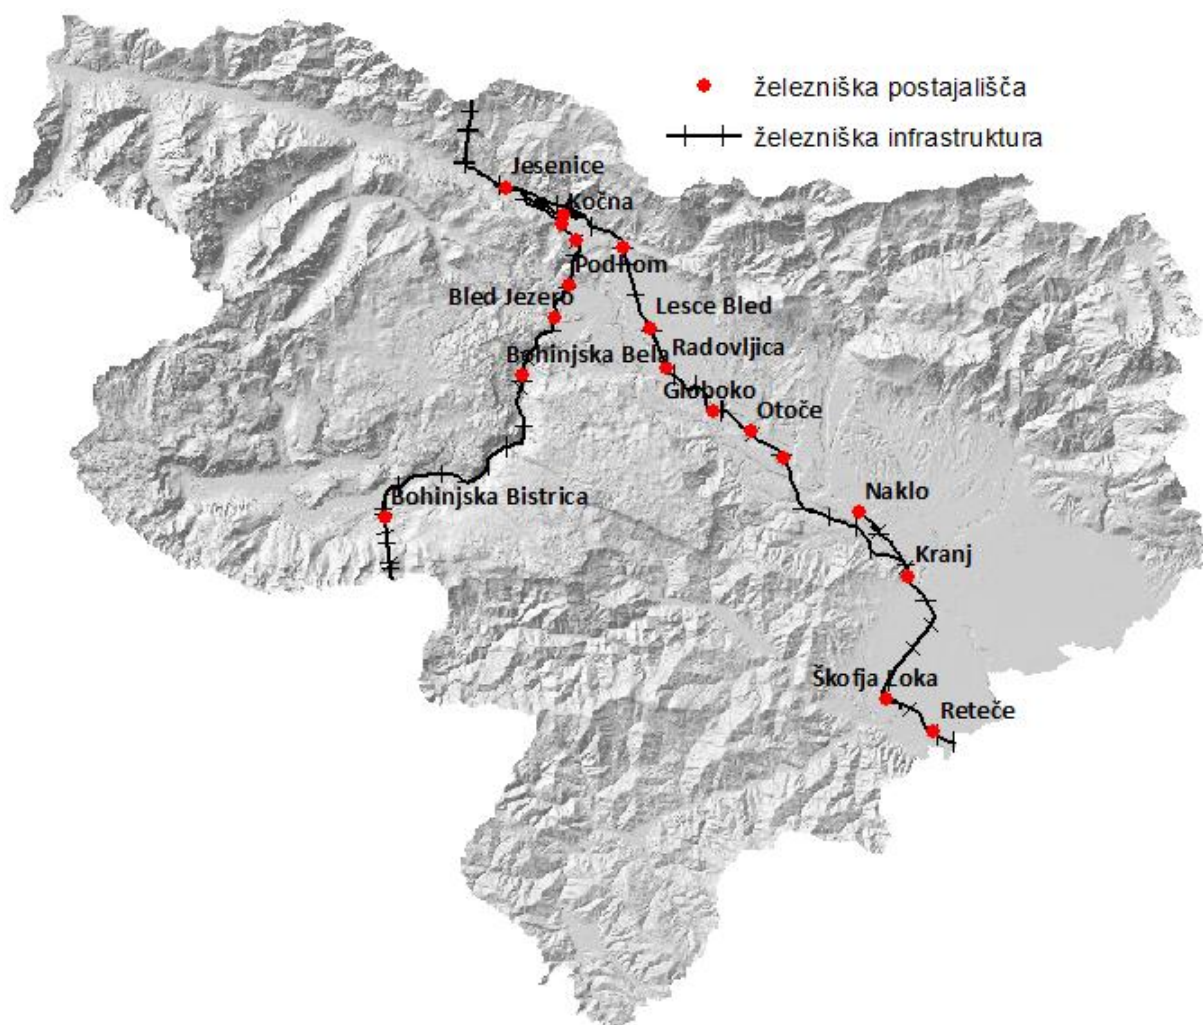 železniška postajališča
železniška infrastruktura
Jesenice
Kočna
Podhom
Bled Jezero
Lesce Bled
Bohinjska Bela
Radovljica
Globoko
Otoče
Bohinjska Bistrica
Naklo
Kranj
Škofja Loka
Reteče